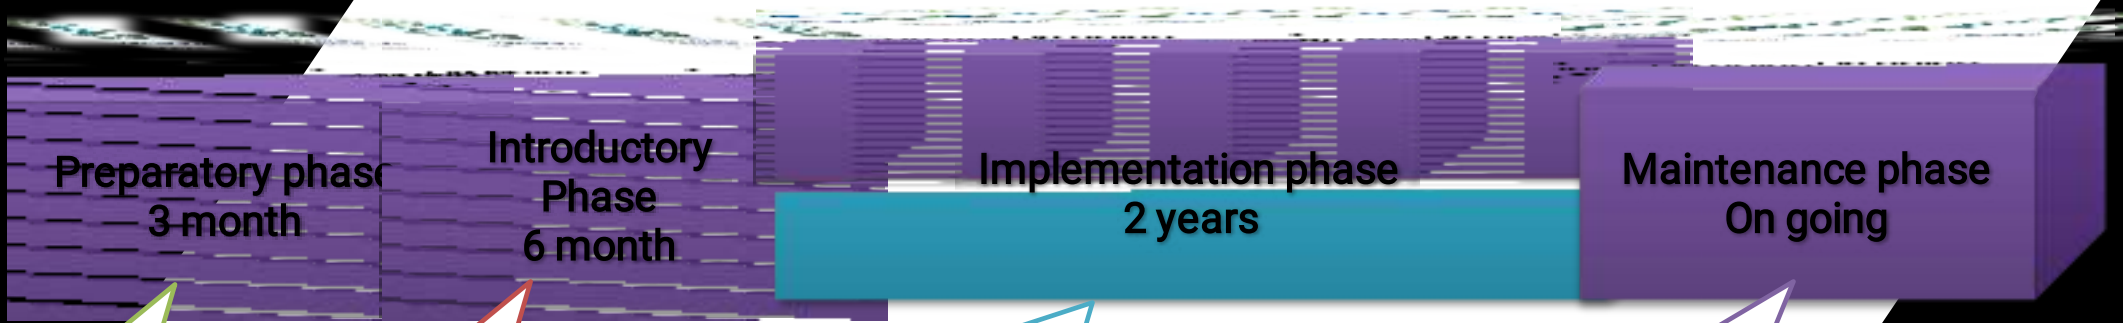 Preparatory phase
3 month
Introductory
Phase
6 month
Implementation phase
2 years
Maintenance phase
On going